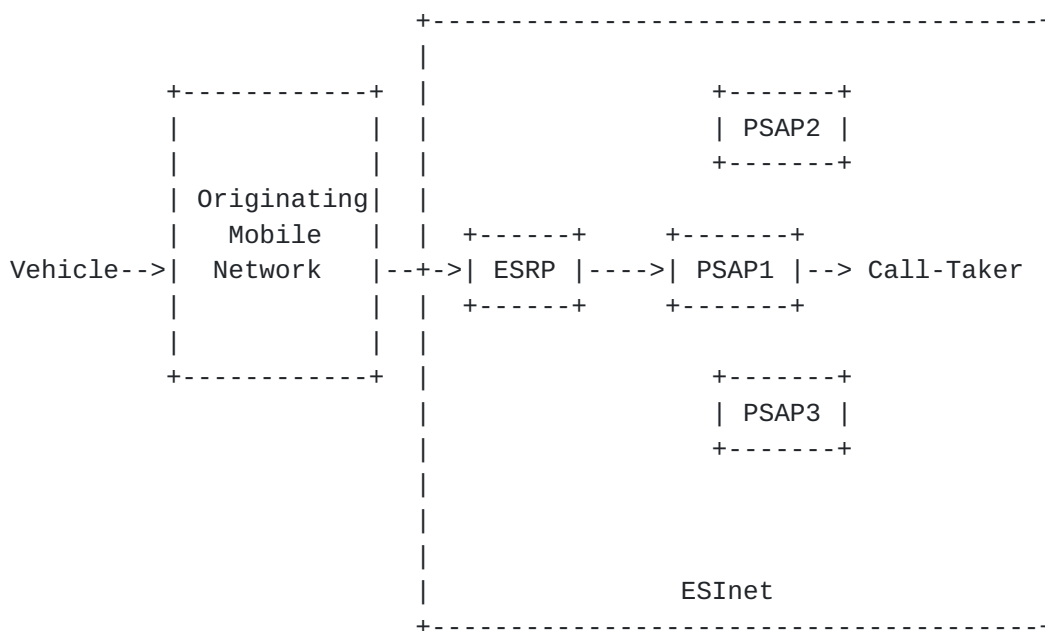 PSAP2
Originating
Mobile
Vehicle-->| Network |--+->| ESRP |---->| PSAP1 |--> Call-Taker
PSAP3
ESInet